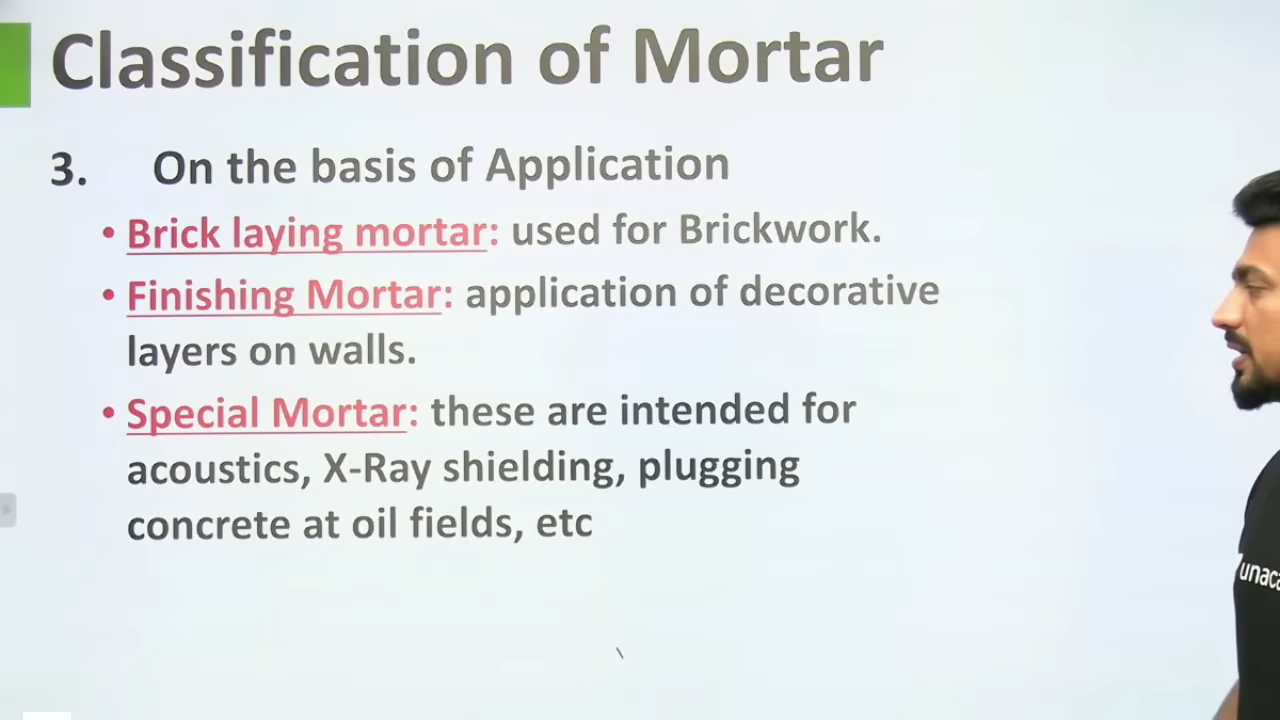 Classification of Mortar
3. On the basis of Application
• Brick laying mortar: used for Brickwork.
• Finishing Mortar: application of decorative
layers on walls.
• Special Mortar: these are intended for
acoustics, X-Ray shielding, plugging
concrete at oil fields, etc
unaca